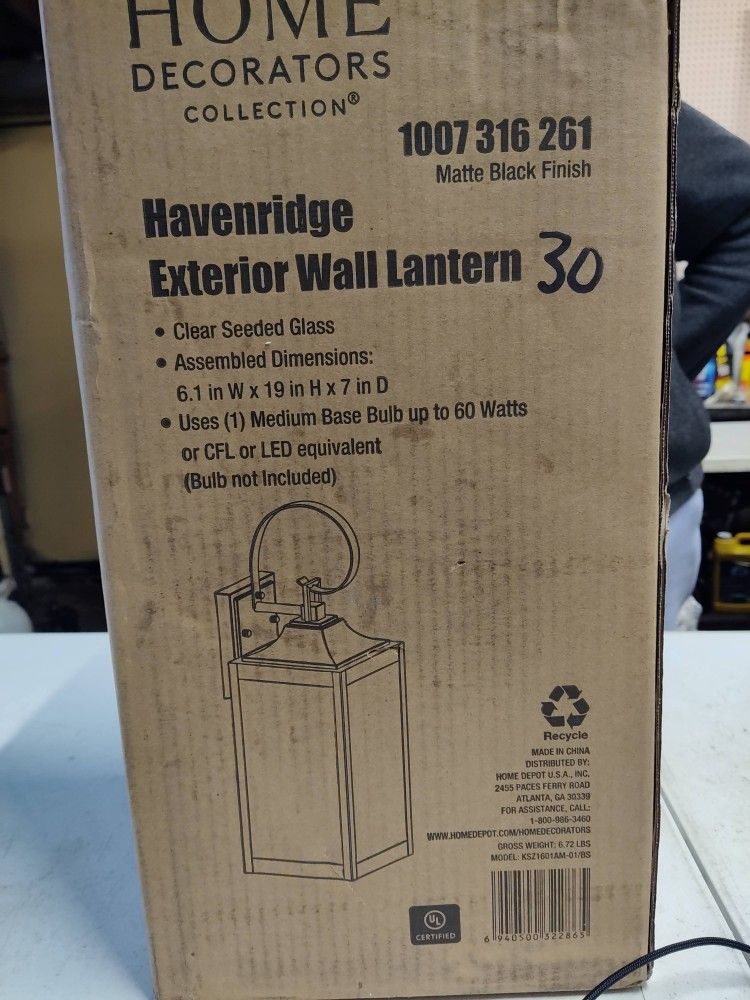 HOME
DECORATORS
COLLECTION®
1007 316 261
Matte Black Finish
Havenridge
Exterior Wall Lantern 30
• Clear Seeded Glass
• Assembled Dimensions:
6.1 in W x 19 in H x 7 in D
• Uses (1) Medium Base Bulb up to 60 Watts
or CFL or LED equivalent
(Bulb not Included)
Recycle
MADE IN CHINA
DISTRIBUTED BY:
HOME DEPOT U.S.A., INC.
2455 PACES FERRY ROAD
ATLANTA, GA 30339
FOR ASSISTANCE, CALL:
1-800-986-3460
WWW.HOMEDEPOT.COM/HOMEDECORATORS
GROSS WEIGHT: 6.72 LBS
MODEL: KSZ1601AM-01/BS
UL
CERTIFIED
6 940500 322865